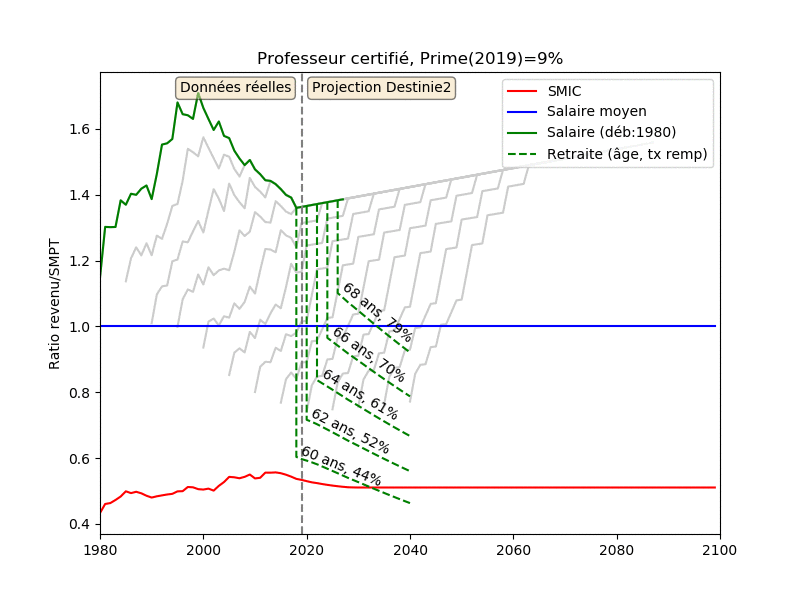 Professeur certifié, Prime(2019)=9%
Données réelles
Projection Destinie2
SMIC
Salaire moyen
Salaire (déb:1980)
Retraite (âge, tx remp)
Ratio revenu/SMPT
1.6
1.4
1.2
1.0
0.8
0.6
0.4
68 ans, 79%
66 ans, 70%
64 ans, 61%
62 ans, 52%
60 ans, 44%
1980
2000
2020
2040
2060
2080
2100